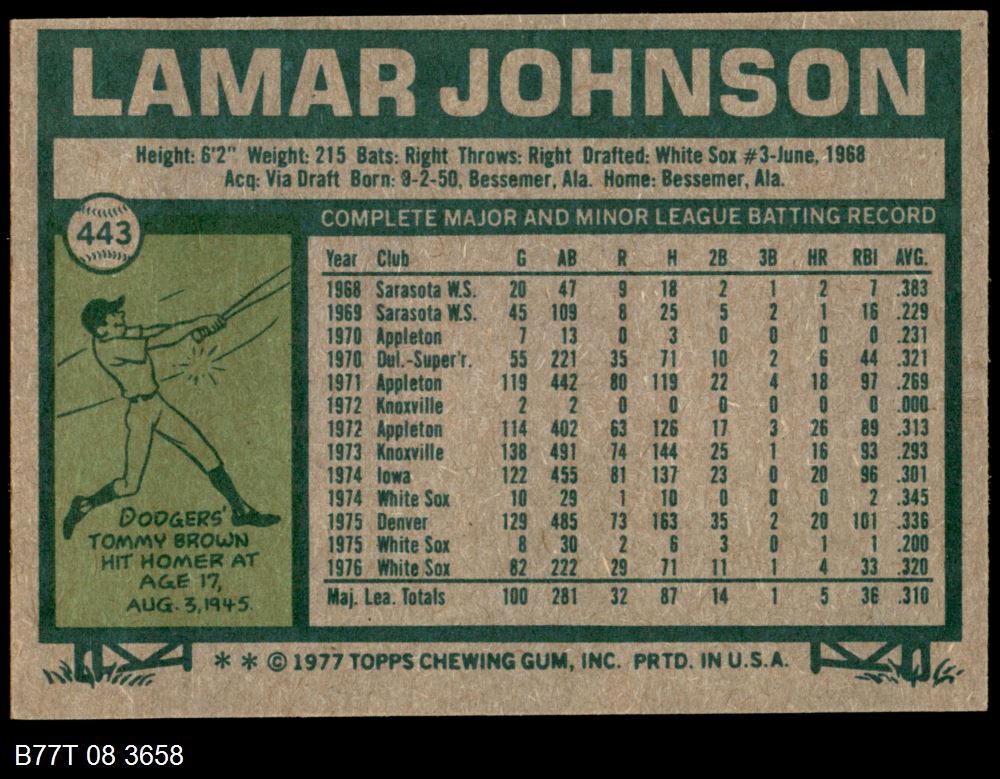 LAMAR JOHNSON
Height: 6'2" Weight: 215 Bats: Right Throws: Right Drafted: White Sox #3-June, 1968
Acq: Via Draft Born: 9-2-50, Bessemer, Ala. Home: Bessemer, Ala.
443
COMPLETE MAJOR AND MINOR LEAGUE BATTING RECORD
Year Club G AB R H 2B 3B HR RBI AVG.
1968 Sarasota W.S. 20 47 9 18 2 1 2 7 .383
1969 Sarasota W.S. 45 109 8 25 5 2 1 16 .229
1970 Appleton 7 13 0 3 0 0 0 0 .231
1970 Dul.-Super'r. 55 221 35 71 10 2 6 44 .321
1971 Appleton 119 442 80 119 22 4 18 97 .269
1972 Knoxville 2 2 0 0 0 0 0 0 .000
1972 Appleton 114 402 63 126 17 3 26 89 .313
1973 Knoxville 138 491 74 144 25 1 16 93 .293
1974 Iowa 122 455 81 137 23 0 20 96 .301
1974 White Sox 10 29 1 10 0 0 0 2 .345
1975 Denver 129 485 73 163 35 2 20 101 .336
1975 White Sox 8 30 2 6 3 0 1 1 .200
1976 White Sox 82 222 29 71 11 1 4 33 .320
Maj. Lea. Totals 100 281 32 87 14 1 5 36 .310
DODGERS'
TOMMY BROWN
HIT HOMER AT
AGE 17,
AUG. 3, 1945.
* * © 1977 TOPPS CHEWING GUM, INC. PRTD. IN U.S.A.
B77T 08 3658